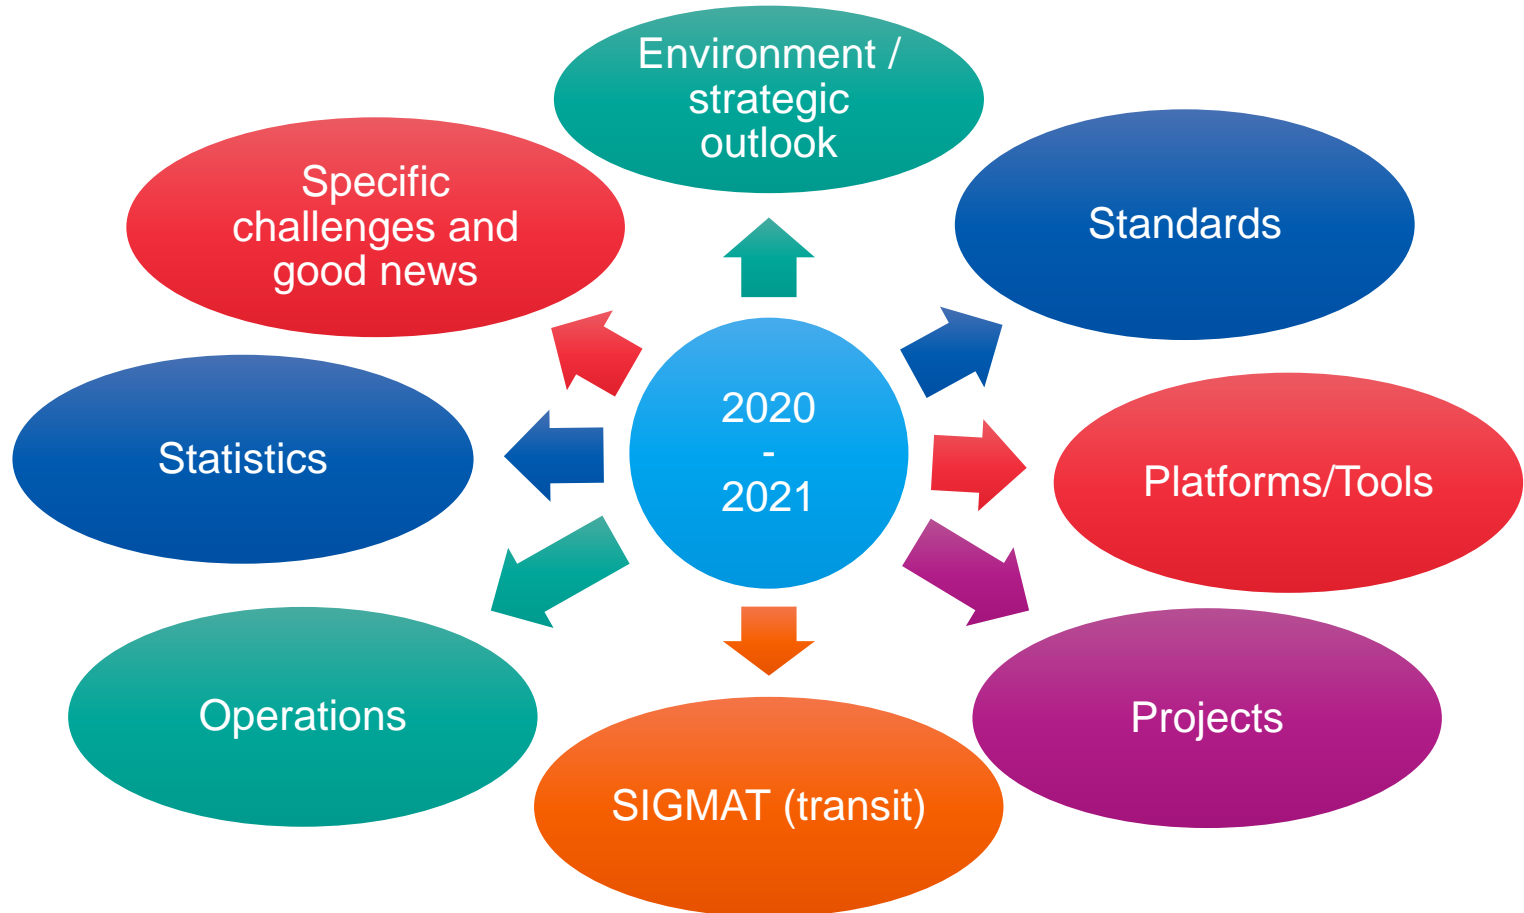 Environment /
strategic
outlook
Standards
Platforms/Tools
Projects
SIGMAT (transit)
Operations
Statistics
Specific
challenges and
good news
2020
-
2021